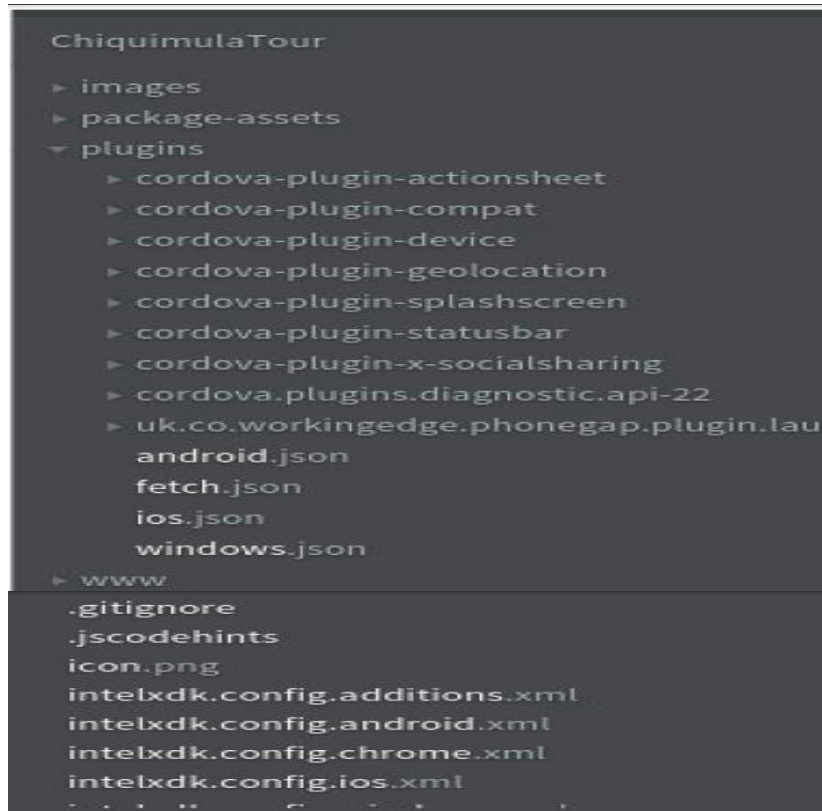 ChiquimulaTour
images
package-assets
plugins
cordova-plugin-actionsheet
cordova-plugin-compat
cordova-plugin-device
cordova-plugin-geolocation
cordova-plugin-splashscreen
cordova-plugin-statusbar
cordova-plugin-x-socialsharing
cordova.plugins.diagnostic.api-22
uk.co.workingedge.phonegap.plugin.lau
android.json
fetch.json
ios.json
windows.json
www
.gitignore
.jscodehints
icon.png
intelxdk.config.additions.xml
intelxdk.config.android.xml
intelxdk.config.chrome.xml
intelxdk.config.ios.xml